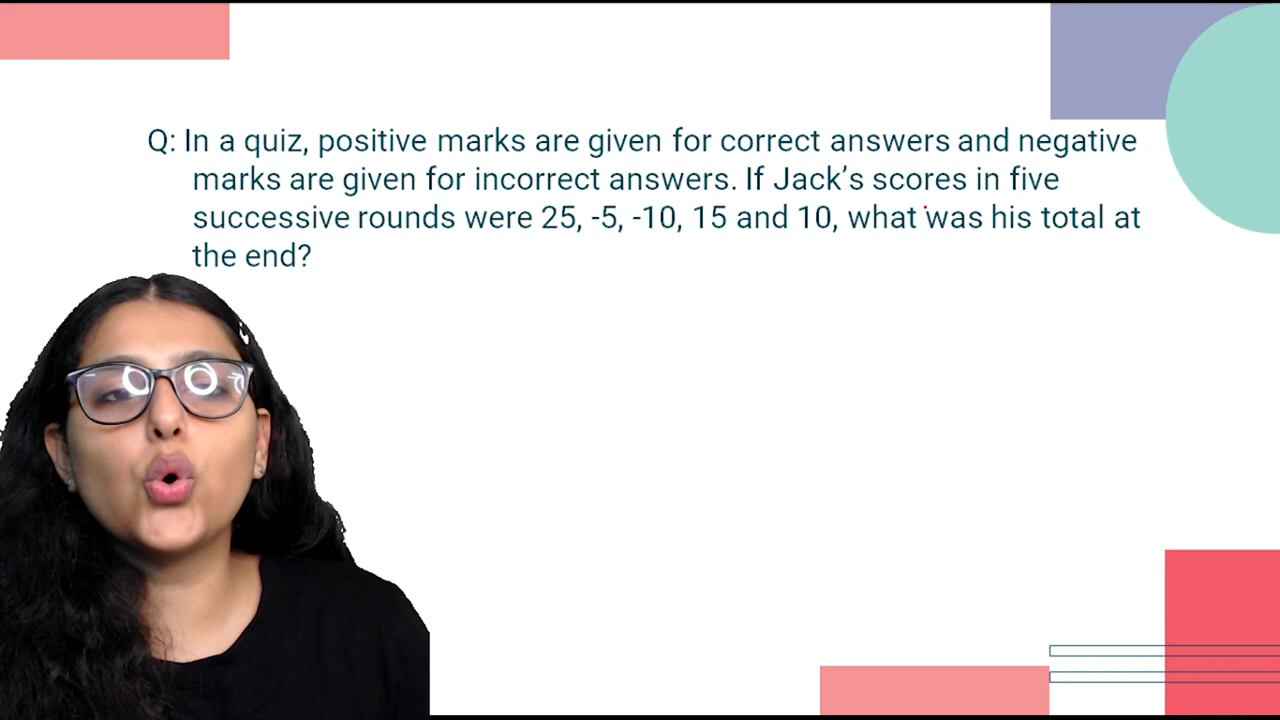 Q: In a quiz, positive marks are given for correct answers and negative
marks are given for incorrect answers. If Jack’s scores in five
successive rounds were 25, -5, -10, 15 and 10, what was his total at
the end?